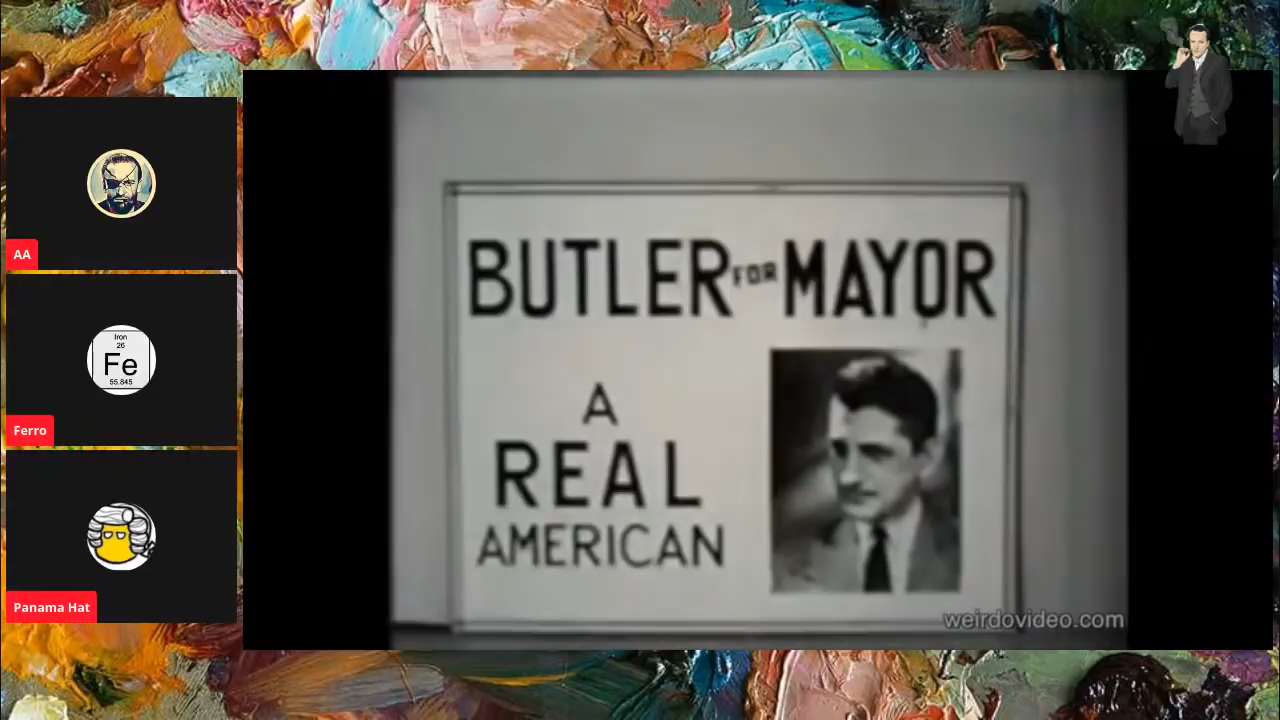 AA
Iron
26
Fe
55.845
Ferro
Panama Hat
BUTLER FOR MAYOR
A
REAL
AMERICAN
weirdovideo.com